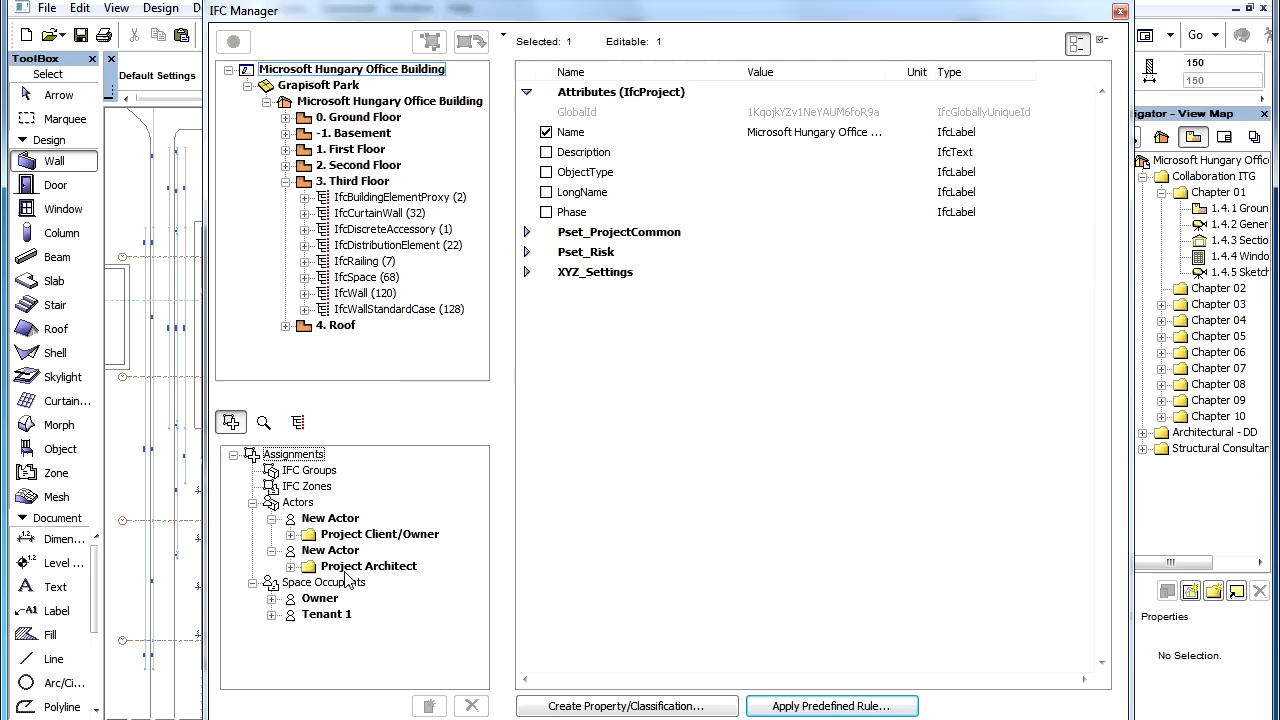 File Edit View Design
IFC Manager
Selected: 1 Editable: 1
ToolBox
Select
Arrow
Marquee
Design
Wall
Door
Window
Column
Beam
Slab
Stair
Roof
Shell
Skylight
Curtain...
Morph
Object
Zone
Mesh
Document
Dimen...
Level ...
Text
Label
Fill
Line
Arc/Ci...
Polyline
Default Settings
Microsoft Hungary Office Building
Grapisoft Park
Microsoft Hungary Office Building
0. Ground Floor
-1. Basement
1. First Floor
2. Second Floor
3. Third Floor
IfcBuildingElementProxy (2)
IfcCurtainWall (32)
IfcDiscreteAccessory (1)
IfcDistributionElement (22)
IfcRailing (7)
IfcSpace (68)
IfcWall (120)
IfcWallStandardCase (128)
4. Roof
Assignments
IFC Groups
IFC Zones
Actors
New Actor
Project Client/Owner
New Actor
Project Architect
Space Occupants
Owner
Tenant 1
Name Value Unit Type
Attributes (IfcProject)
GlobalId 1KqojkYZv1NeYAUM6foR9a IfcGloballyUniqueId
Name Microsoft Hungary Office ... IfcLabel
Description IfcText
ObjectType IfcLabel
LongName IfcLabel
Phase IfcLabel
Pset_ProjectCommon
Pset_Risk
XYZ_Settings
Create Property/Classification...
Apply Predefined Rule...
Go
150
150
igator - View Map
Microsoft Hungary Offic
Collaboration ITG
Chapter 01
1.4.1 Groun
1.4.2 Gener
1.4.3 Sectio
1.4.4 Windo
1.4.5 Sketch
Chapter 02
Chapter 03
Chapter 04
Chapter 05
Chapter 06
Chapter 07
Chapter 08
Chapter 09
Chapter 10
Architectural - DD
Structural Consultan
Properties
No Selection.